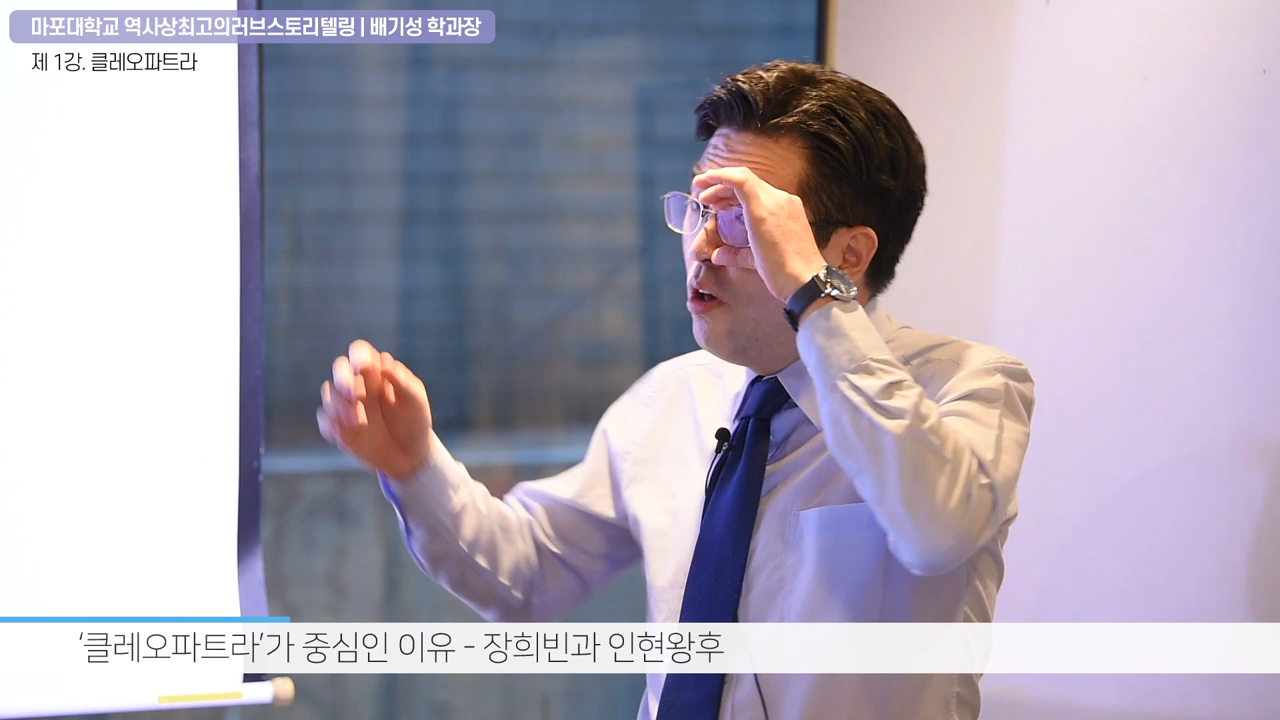 마포대학교 역사상최고의러브스토리텔링 | 배기성 학과장
제 1강. 클레오파트라
‘클레오파트라’가 중심인 이유 - 장희빈과 인현왕후